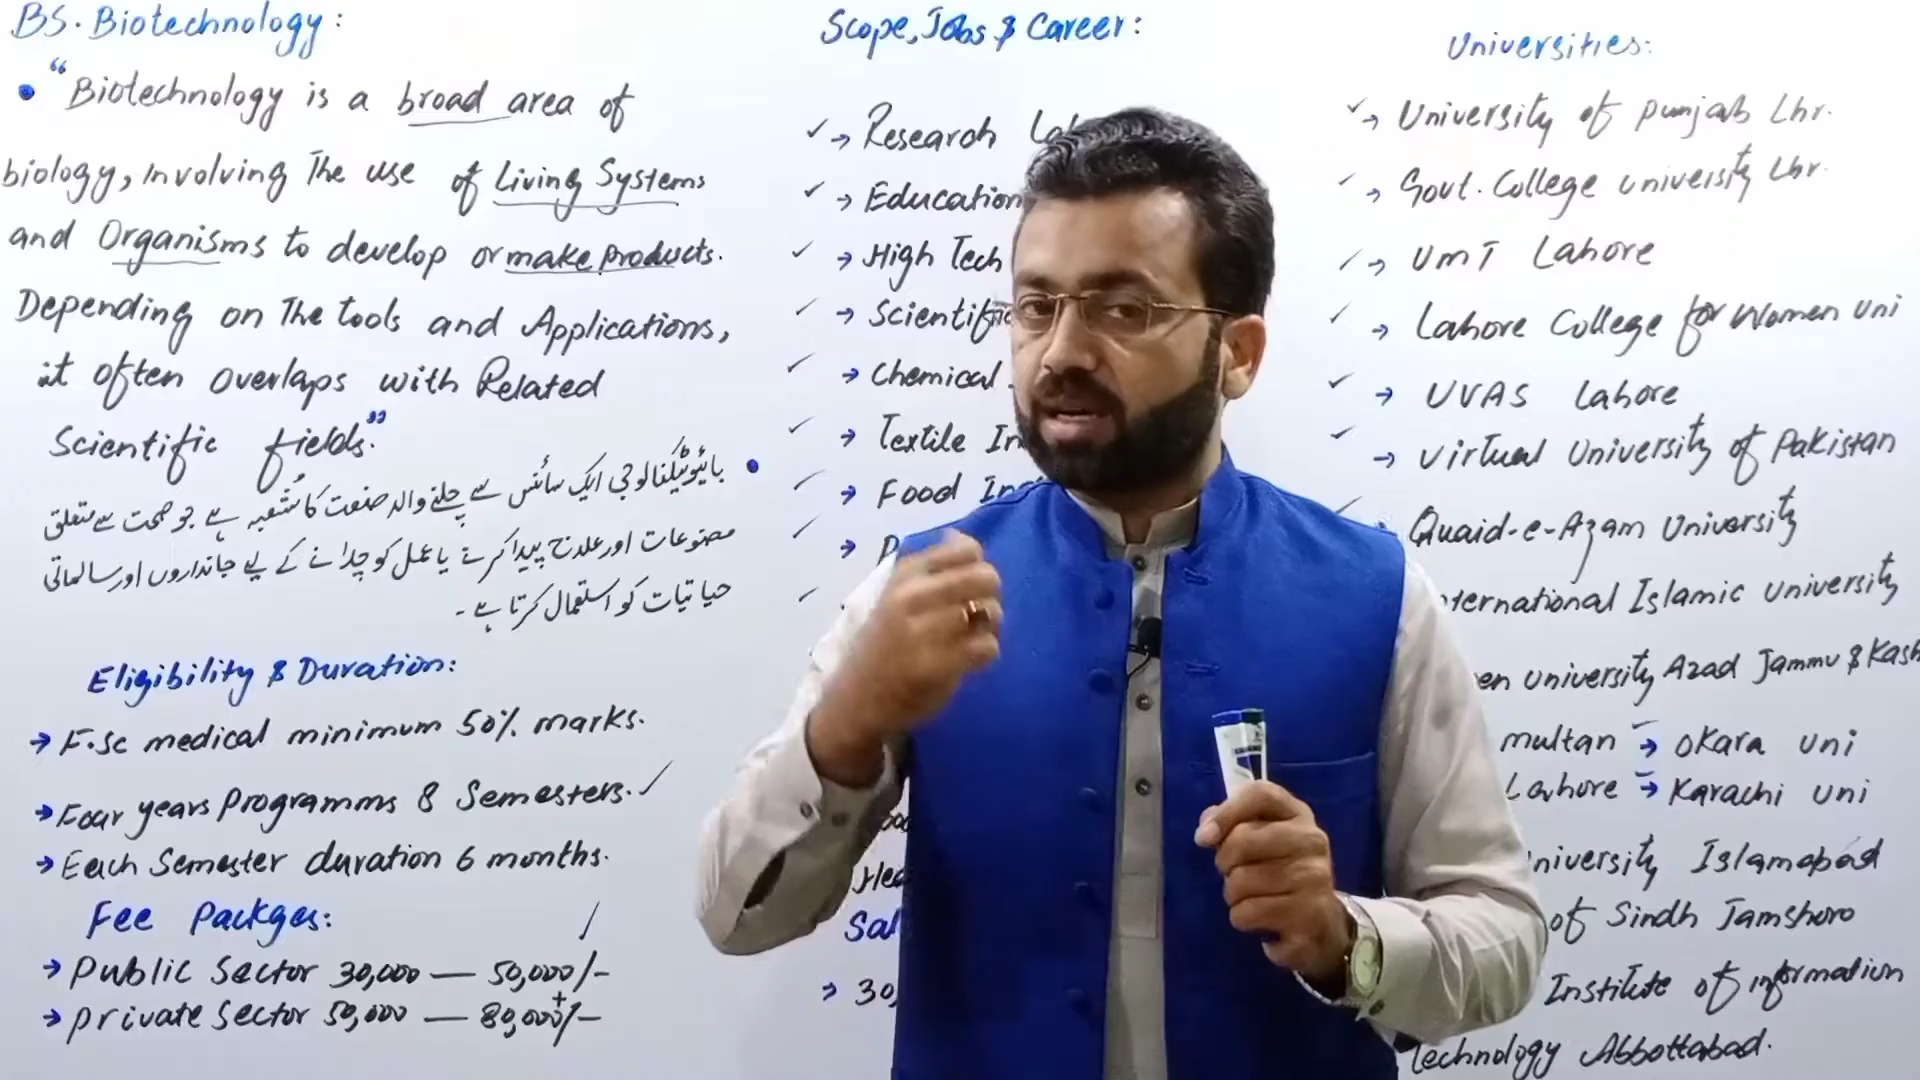 BS. Biotechnology:
• “Biotechnology is a broad area of
biology, involving The use of Living Systems
and Organisms to develop or make products.
Depending on The tools and Applications,
it often overlaps with Related
Scientific fields.”
• بائیوٹیکنالوجی ایک سائنس سے چلنے والہ صنعت کا شُعبہ ہے جو صحت سے متعلق
مصنوعات اور علاج پیدا کرنے یا عمل کو چلانے کے لیے جانداروں اور سالماتی
حیاتیات کو استعمال کرتا ہے۔
Eligibility & Duration:
→ F.Sc medical minimum 50% marks.
→ Four years Programms 8 Semesters. ✓
→ Each Semester duration 6 months.
Fee Packges:
→ Public Sector 30,000 — 50,000/-
→ private Sector 50,000 — 80,000+/-
Scope, Jobs & Career:
✓ → Research
✓ → Education
✓ → High Tech
✓ → Scientific
✓ → Chemical
✓ → Textile
✓ → Food
Universities:
✓ → University of Punjab Lhr.
✓ → Govt. College University Lhr.
✓ → UMT Lahore
✓ → Lahore College for Women Uni
✓ → UVAS Lahore
✓ → Virtual University of Pakistan
Quaid-e-Azam University
Islamic University
University Azad Jammu &
multan → Okara Uni
Lahore → Karachi Uni
Islamabad
of Sindh Jamshoro
Institute of information
Technology Abbottabad.